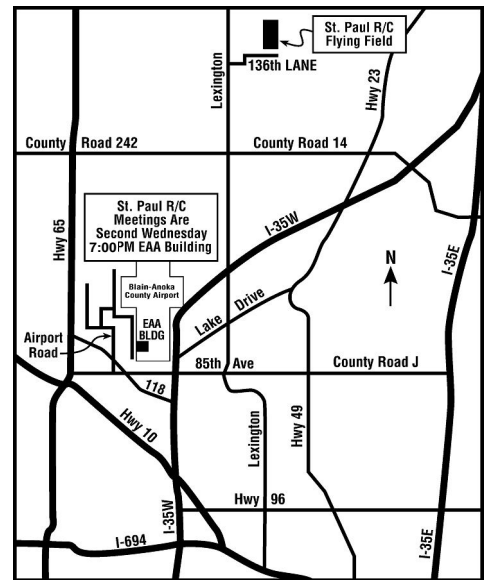 St. Paul R/C
Flying Field
Lexington
136th LANE
Hwy 23
County Road 242
County Road 14
Hwy 65
St. Paul R/C
Meetings Are
Second Wednesday
7:00PM EAA Building
I-35W
I-35E
N
Blain-Anoka
County Airport
Lake Drive
EAA
BLDG
Airport
Road
85th Ave
County Road J
118
Hwy 10
Lexington
Hwy 49
Hwy 96
I-35W
I-694
I-35E